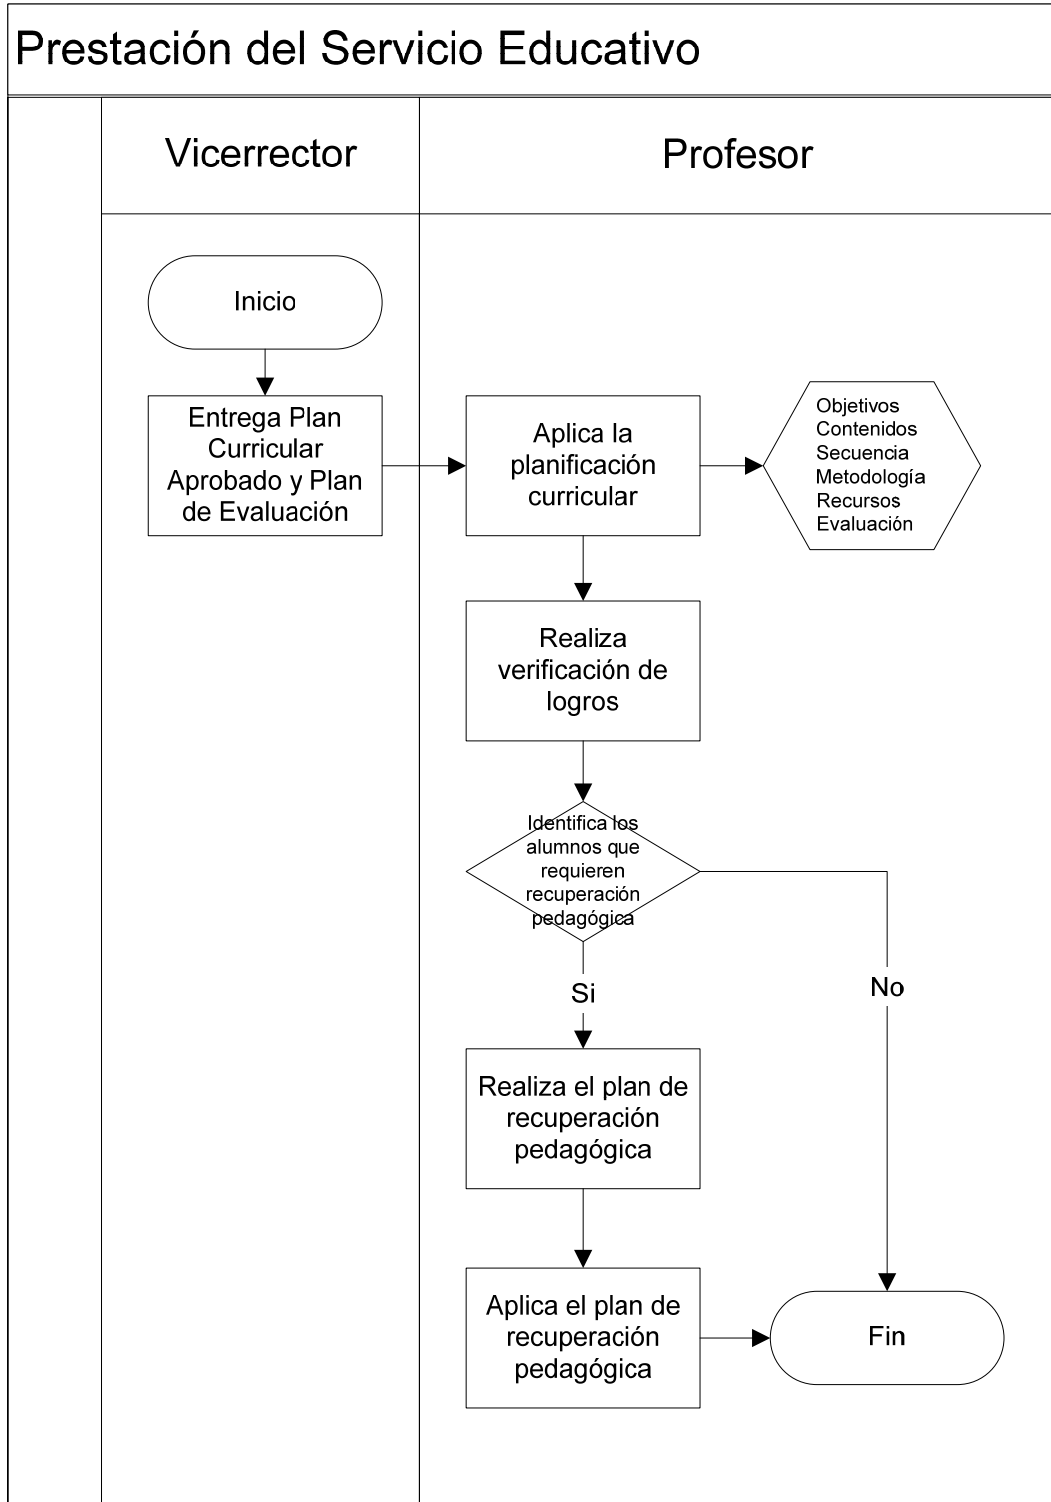 Prestación del Servicio Educativo
Vicerrector
Profesor
Inicio
Entrega Plan
Curricular
Aprobado y Plan
de Evaluación
Aplica la
planificación
curricular
Objetivos
Contenidos
Secuencia
Metodología
Recursos
Evaluación
Realiza
verificación de
logros
Identifica los
alumnos que
requieren
recuperación
pedagógica
Si
No
Realiza el plan de
recuperación
pedagógica
Aplica el plan de
recuperación
pedagógica
Fin